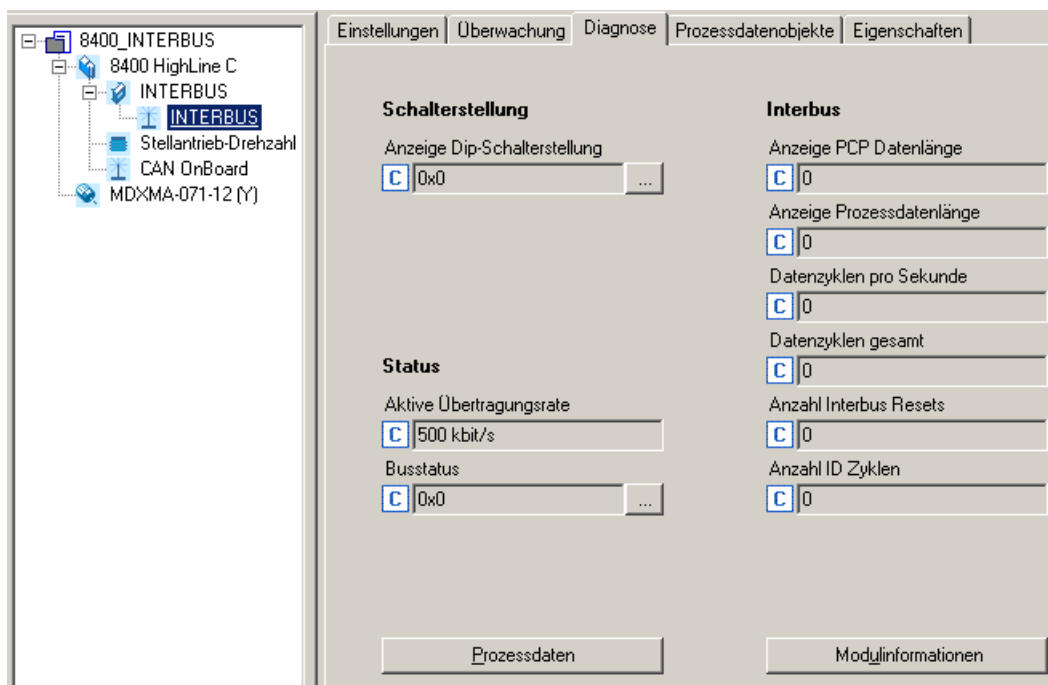 8400_INTERBUS
8400 HighLine C
INTERBUS
INTERBUS
Stellantrieb-Drehzahl
CAN OnBoard
MDXMA-071-12 (Y)
Einstellungen Überwachung Diagnose Prozessdatenobjekte Eigenschaften
Schalterstellung
Anzeige Dip-Schalterstellung
C 0x0 ...
Status
Aktive Übertragungsrate
C 500 kbit/s
Busstatus
C 0x0 ...
Prozessdaten
Interbus
Anzeige PCP Datenlänge
C 0
Anzeige Prozessdatenlänge
C 0
Datenzyklen pro Sekunde
C 0
Datenzyklen gesamt
C 0
Anzahl Interbus Resets
C 0
Anzahl ID Zyklen
C 0
Modulinformationen